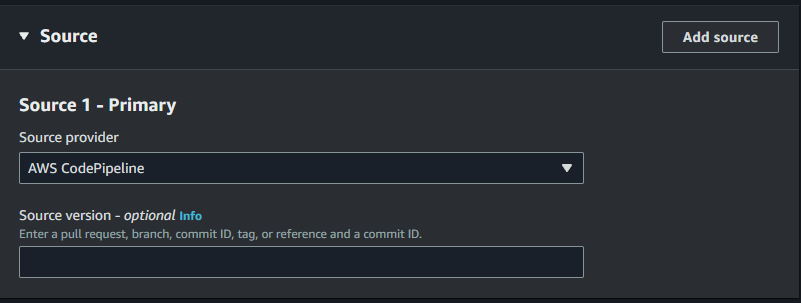 Source
Add source
Source 1 - Primary
Source provider
AWS CodePipeline
Source version - optional Info
Enter a pull request, branch, commit ID, tag, or reference and a commit ID.